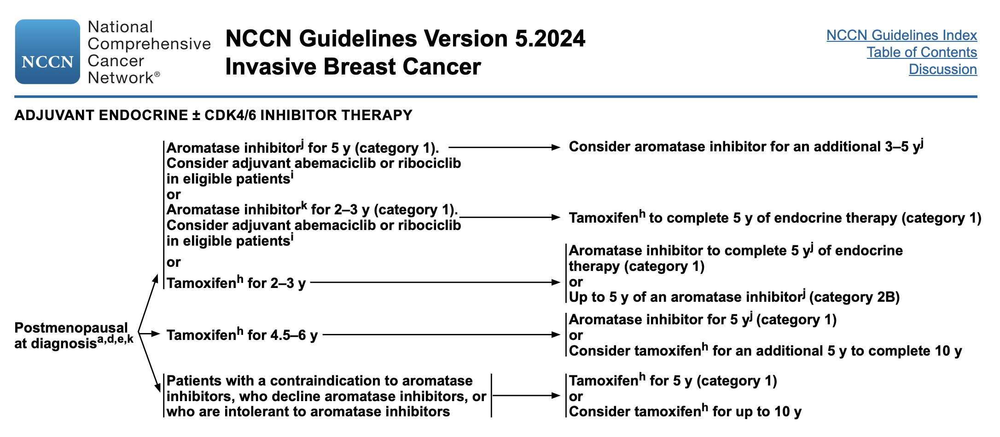 National
Comprehensive
Cancer
Network®
NCCN
NCCN Guidelines Version 5.2024
Invasive Breast Cancer
NCCN Guidelines Index
Table of Contents
Discussion
ADJUVANT ENDOCRINE ± CDK4/6 INHIBITOR THERAPY
Postmenopausal
at diagnosisa,d,e,k
Aromatase inhibitorj for 5 y (category 1).
Consider adjuvant abemaciclib or ribociclib
in eligible patientsi
or
Aromatase inhibitork for 2–3 y (category 1).
Consider adjuvant abemaciclib or ribociclib
in eligible patientsi
or
Tamoxifenh for 2–3 y
Consider aromatase inhibitor for an additional 3–5 yj
Tamoxifenh to complete 5 y of endocrine therapy (category 1)
Aromatase inhibitor to complete 5 yj of endocrine
therapy (category 1)
or
Up to 5 y of an aromatase inhibitorj (category 2B)
Tamoxifenh for 4.5–6 y
Aromatase inhibitor for 5 yj (category 1)
or
Consider tamoxifenh for an additional 5 y to complete 10 y
Patients with a contraindication to aromatase
inhibitors, who decline aromatase inhibitors, or
who are intolerant to aromatase inhibitors
Tamoxifenh for 5 y (category 1)
or
Consider tamoxifenh for up to 10 y